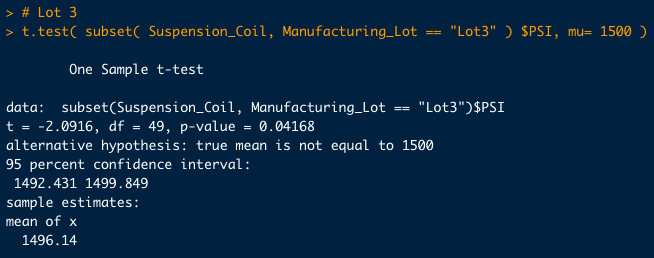 > # Lot 3
> t.test( subset( Suspension_Coil, Manufacturing_Lot == "Lot3" ) $PSI, mu= 1500 )
One Sample t-test
data:  subset(Suspension_Coil, Manufacturing_Lot == "Lot3")$PSI
t = -2.0916, df = 49, p-value = 0.04168
alternative hypothesis: true mean is not equal to 1500
95 percent confidence interval:
1492.431 1499.849
sample estimates:
mean of x
1496.14